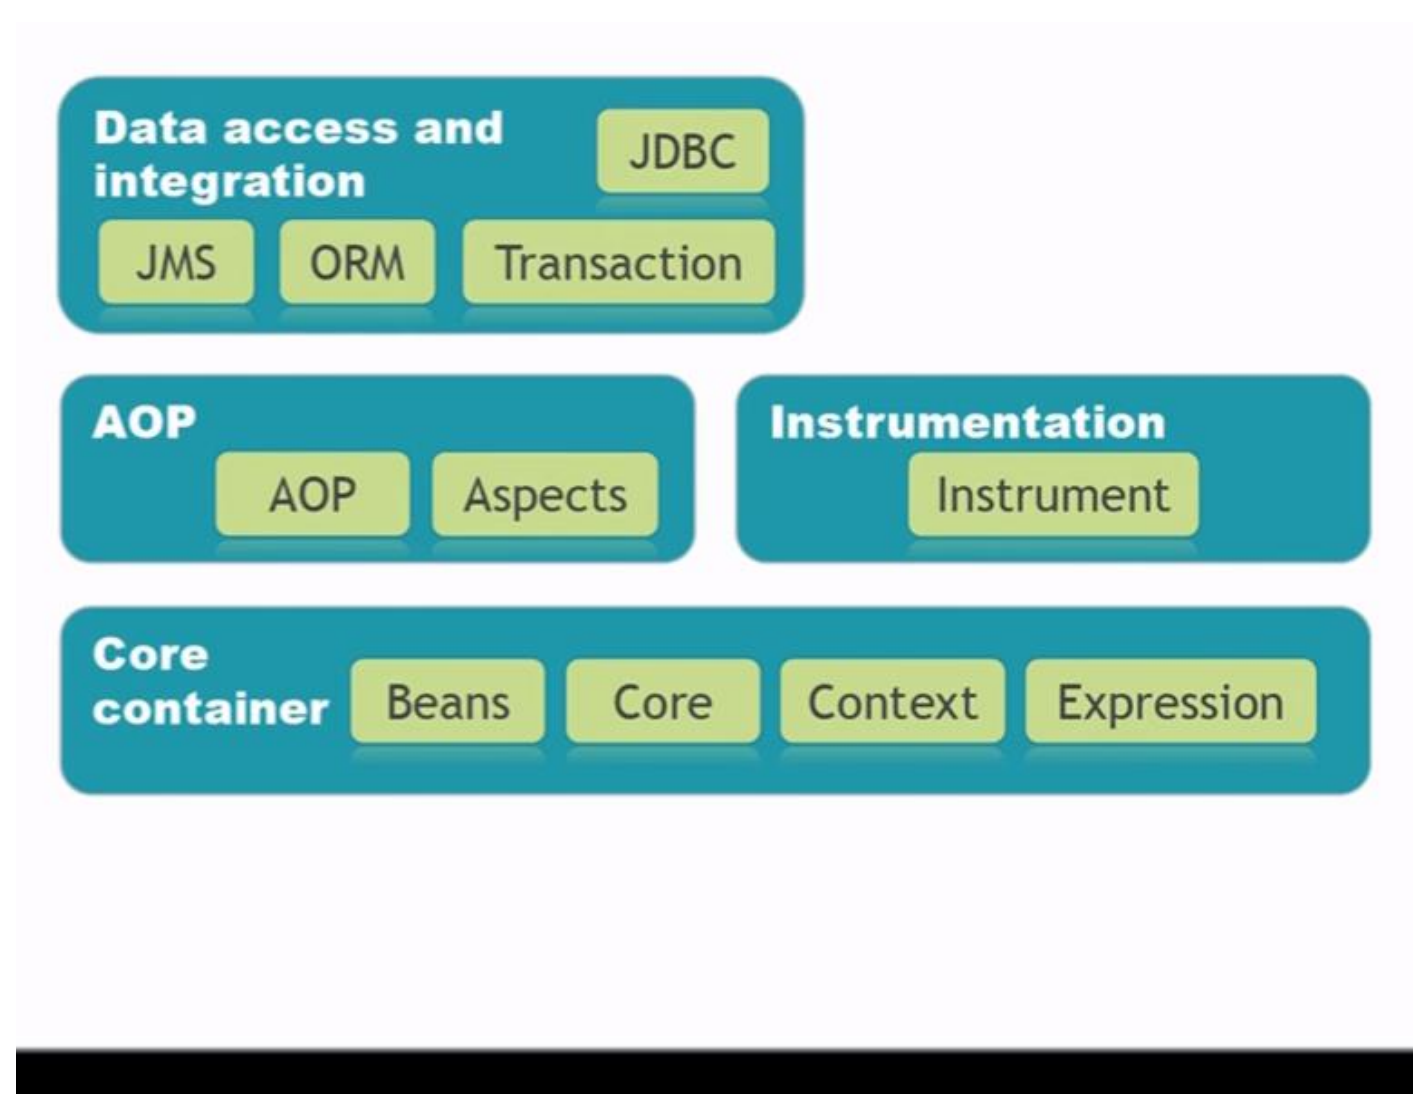 Data access and
integration
JDBC
JMS ORM Transaction
AOP
AOP Aspects
Instrumentation
Instrument
Core
container
Beans Core Context Expression